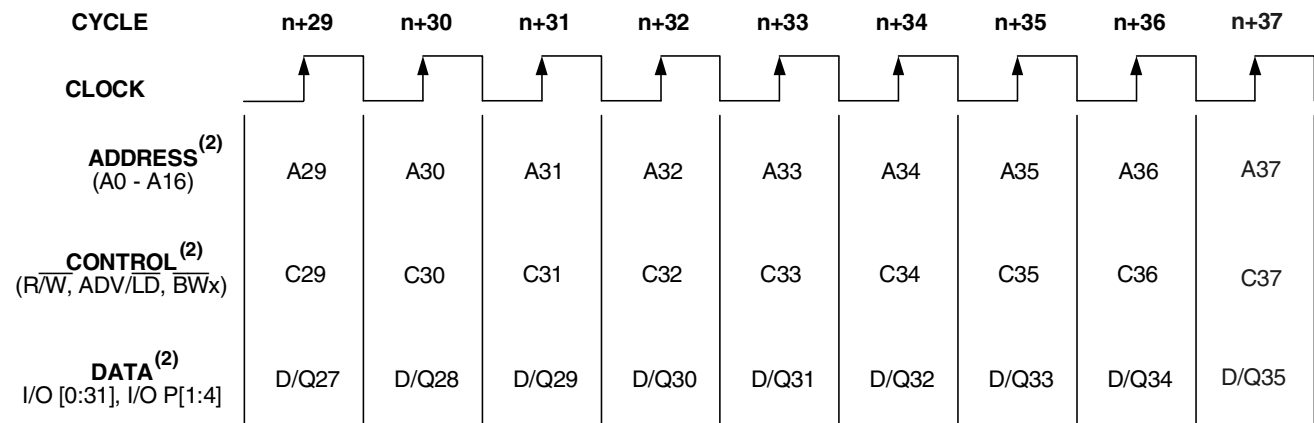 CYCLE n+29 n+30 n+31 n+32 n+33 n+34 n+35 n+36 n+37
CLOCK
ADDRESS(2)
(A0 - A16)
A29 A30 A31 A32 A33 A34 A35 A36 A37
CONTROL(2)
(R/W̅, ADV/L̅D̅, B̅W̅x)
C29 C30 C31 C32 C33 C34 C35 C36 C37
DATA(2)
I/O [0:31], I/O P[1:4]
D/Q27 D/Q28 D/Q29 D/Q30 D/Q31 D/Q32 D/Q33 D/Q34 D/Q35